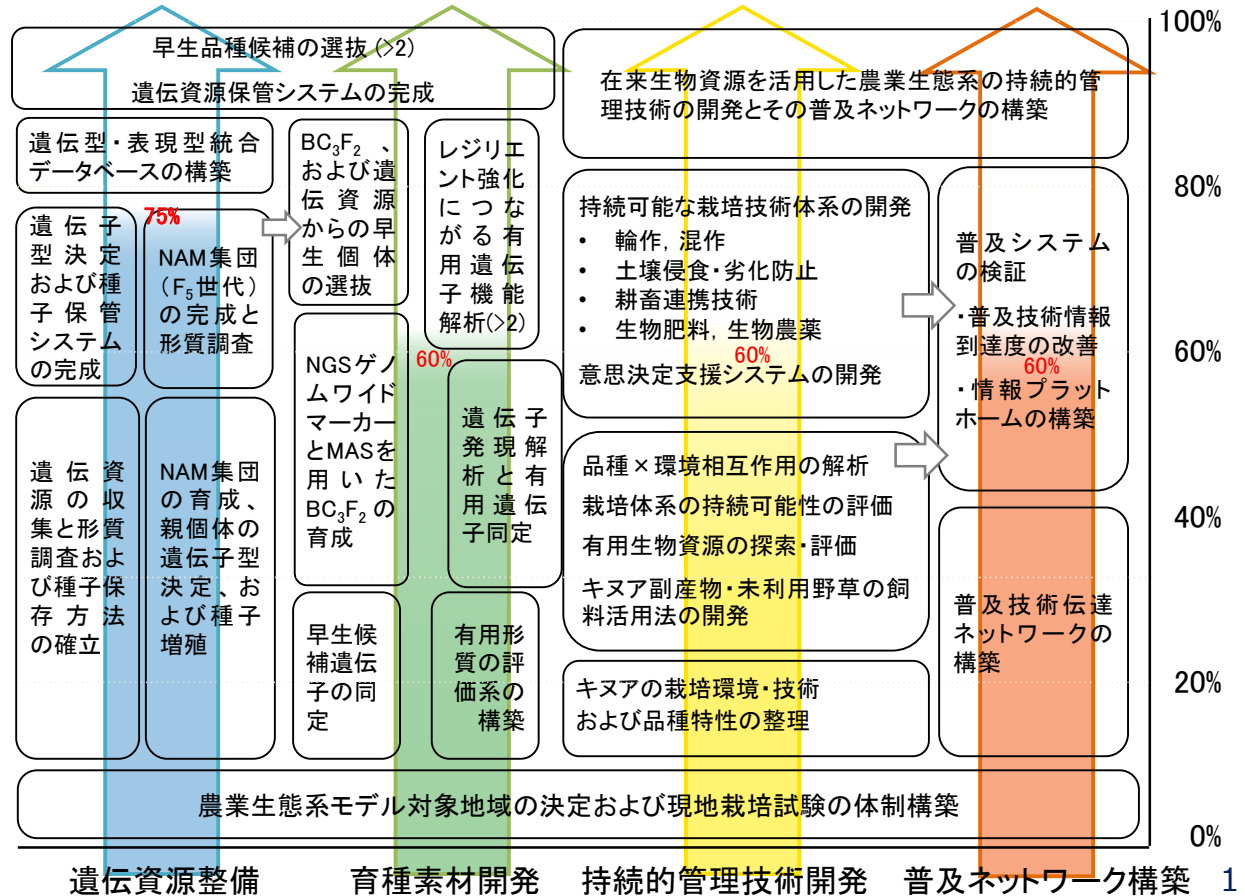 100%
早生品種候補の選抜 (>2)
遺伝資源保管システムの完成
在来生物資源を活用した農業生態系の持続的管
理技術の開発とその普及ネットワークの構築
遺伝型・表現型統合
データベースの構築
BC₃F₂ 、
および遺
伝資源
からの早
生個体
の選抜
レジリエ
ント強化
につな
がる有
用遺伝
子機能
解析(>2)
80%
遺伝子
型決定
および種
子保管
システム
の完成
75%
NAM集団
（F₅世代）
の完成と
形質調査
持続可能な栽培技術体系の開発
• 輪作，混作
• 土壌侵食・劣化防止
• 耕畜連携技術
• 生物肥料，生物農薬
60%
意思決定支援システムの開発
普及システム
の検証
・普及技術情報
到達度の改善
60%
・情報プラット
ホームの構築
60%
NGSゲノ
ムワイド
マーカー
とMASを
用いた
BC₃F₂の
育成
60%
遺伝子
発現解
析と有
用遺伝
子同定
遺伝資
源の収
集と形質
調査およ
び種子保
存方法
の確立
NAM集団
の育成、
親個体の
遺伝子型
決定、お
よび種子
増殖
品種×環境相互作用の解析
栽培体系の持続可能性の評価
有用生物資源の探索・評価
キヌア副産物・未利用野草の飼
料活用法の開発
40%
普及技術伝達
ネットワークの
構築
早生候
補遺伝
子の同
定
有用形
質の評
価系の
構築
キヌアの栽培環境・技術
および品種特性の整理
20%
農業生態系モデル対象地域の決定および現地栽培試験の体制構築
0%
遺伝資源整備 育種素材開発 持続的管理技術開発 普及ネットワーク構築 1